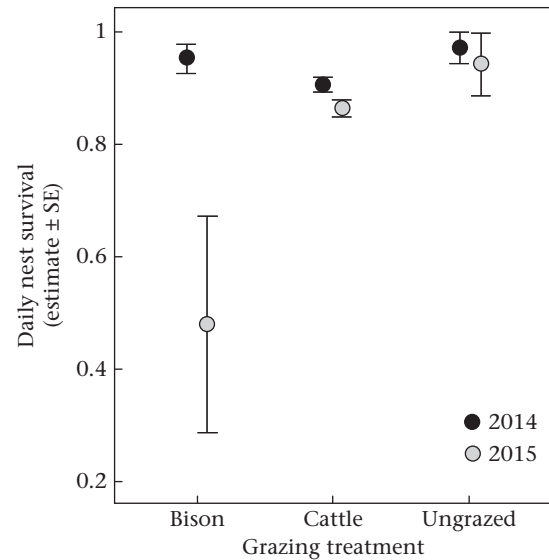 1
0.8
0.6
0.4
0.2
Daily nest survival
(estimate ± SE)
2014
2015
Bison Cattle Ungrazed
Grazing treatment